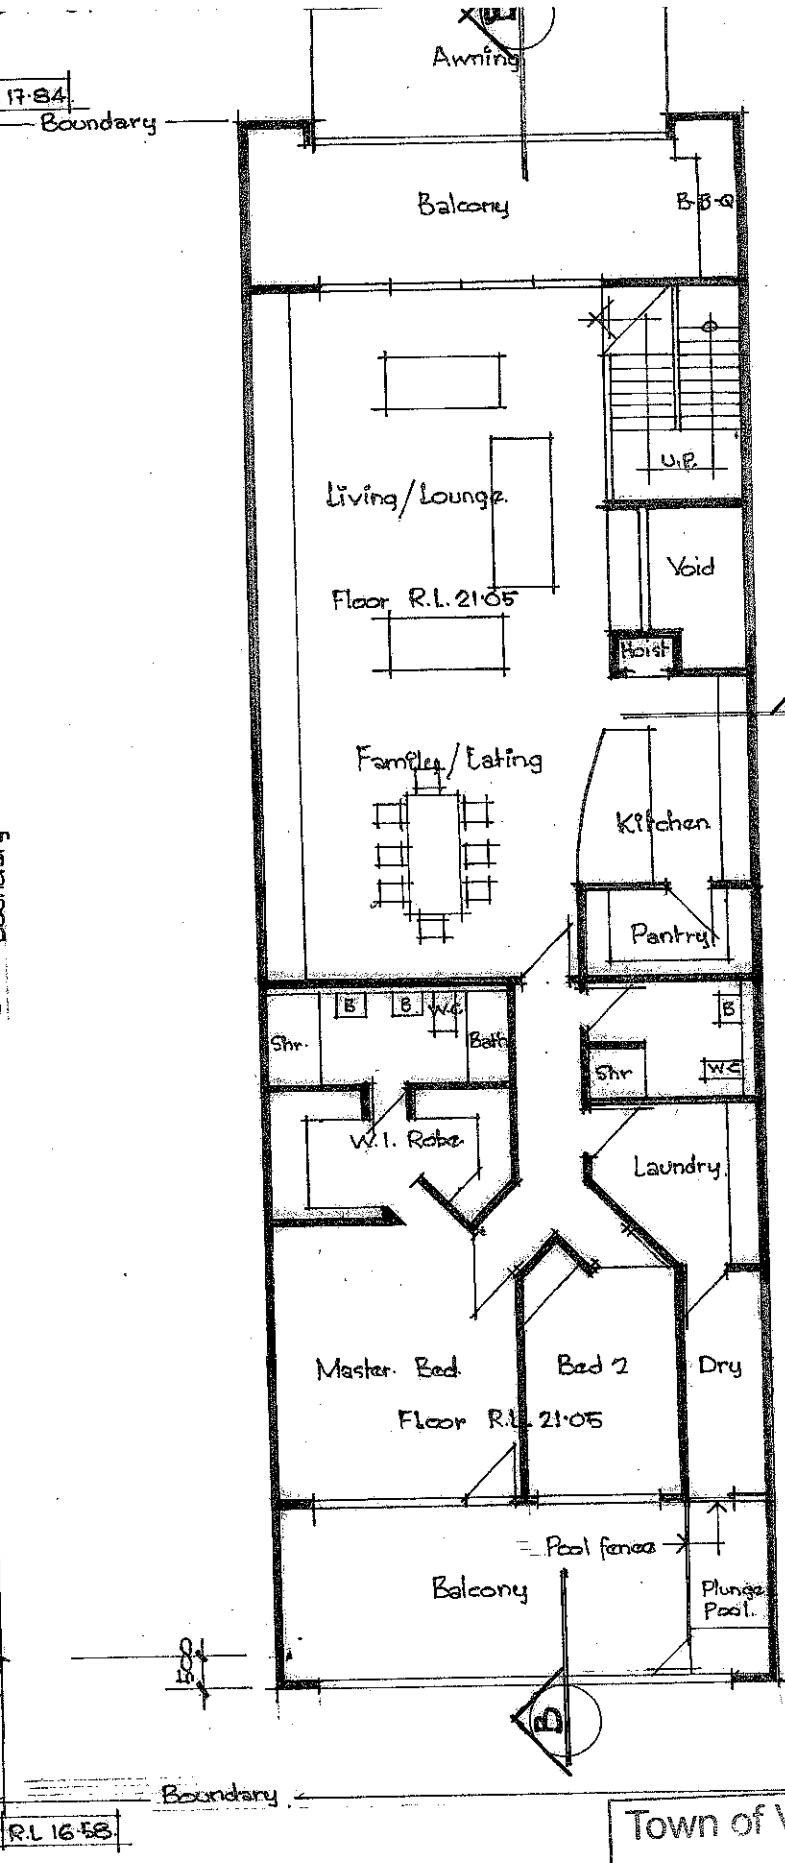 B
Awning
17.84
Boundary
Balcony
B-B-Q
U.P.
Living/Lounge.
Void
Floor R.L. 21.05
Hoist
Family/Eating
Kitchen
Boundary
Pantry
B B W.C
B
Shr.
Bath
Shr
W.C
W.I. Robe
Laundry.
Master Bed.
Bed 2
Dry
Floor R.L. 21.05
Pool fence
Balcony
Plunge
Pool.
B
Boundary
R.L 16.58
Town of